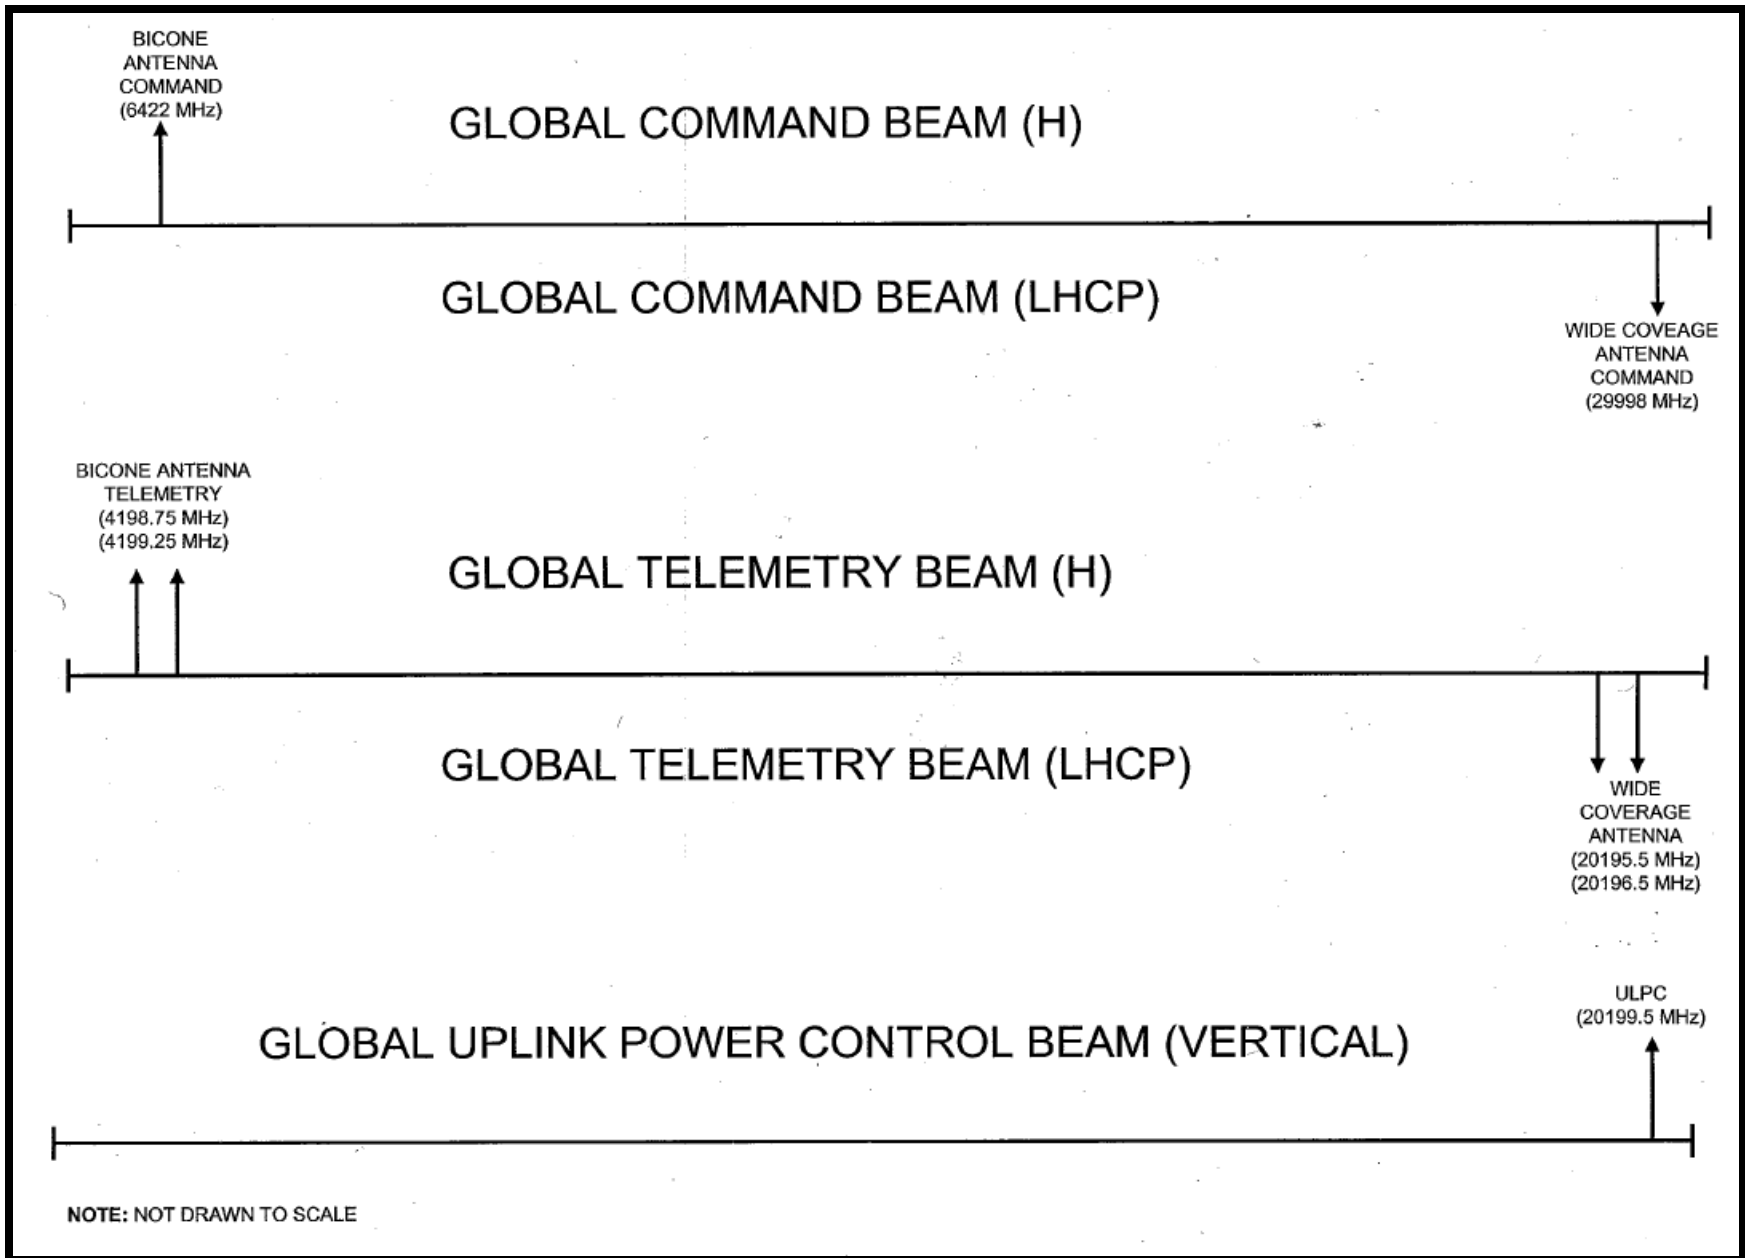 BICONE
ANTENNA
COMMAND
(6422 MHz)
GLOBAL COMMAND BEAM (H)
GLOBAL COMMAND BEAM (LHCP)
WIDE COVEAGE
ANTENNA
COMMAND
(29998 MHz)
BICONE ANTENNA
TELEMETRY
(4198.75 MHz)
(4199.25 MHz)
GLOBAL TELEMETRY BEAM (H)
GLOBAL TELEMETRY BEAM (LHCP)
WIDE
COVERAGE
ANTENNA
(20195.5 MHz)
(20196.5 MHz)
ULPC
(20199.5 MHz)
GLOBAL UPLINK POWER CONTROL BEAM (VERTICAL)
NOTE: NOT DRAWN TO SCALE